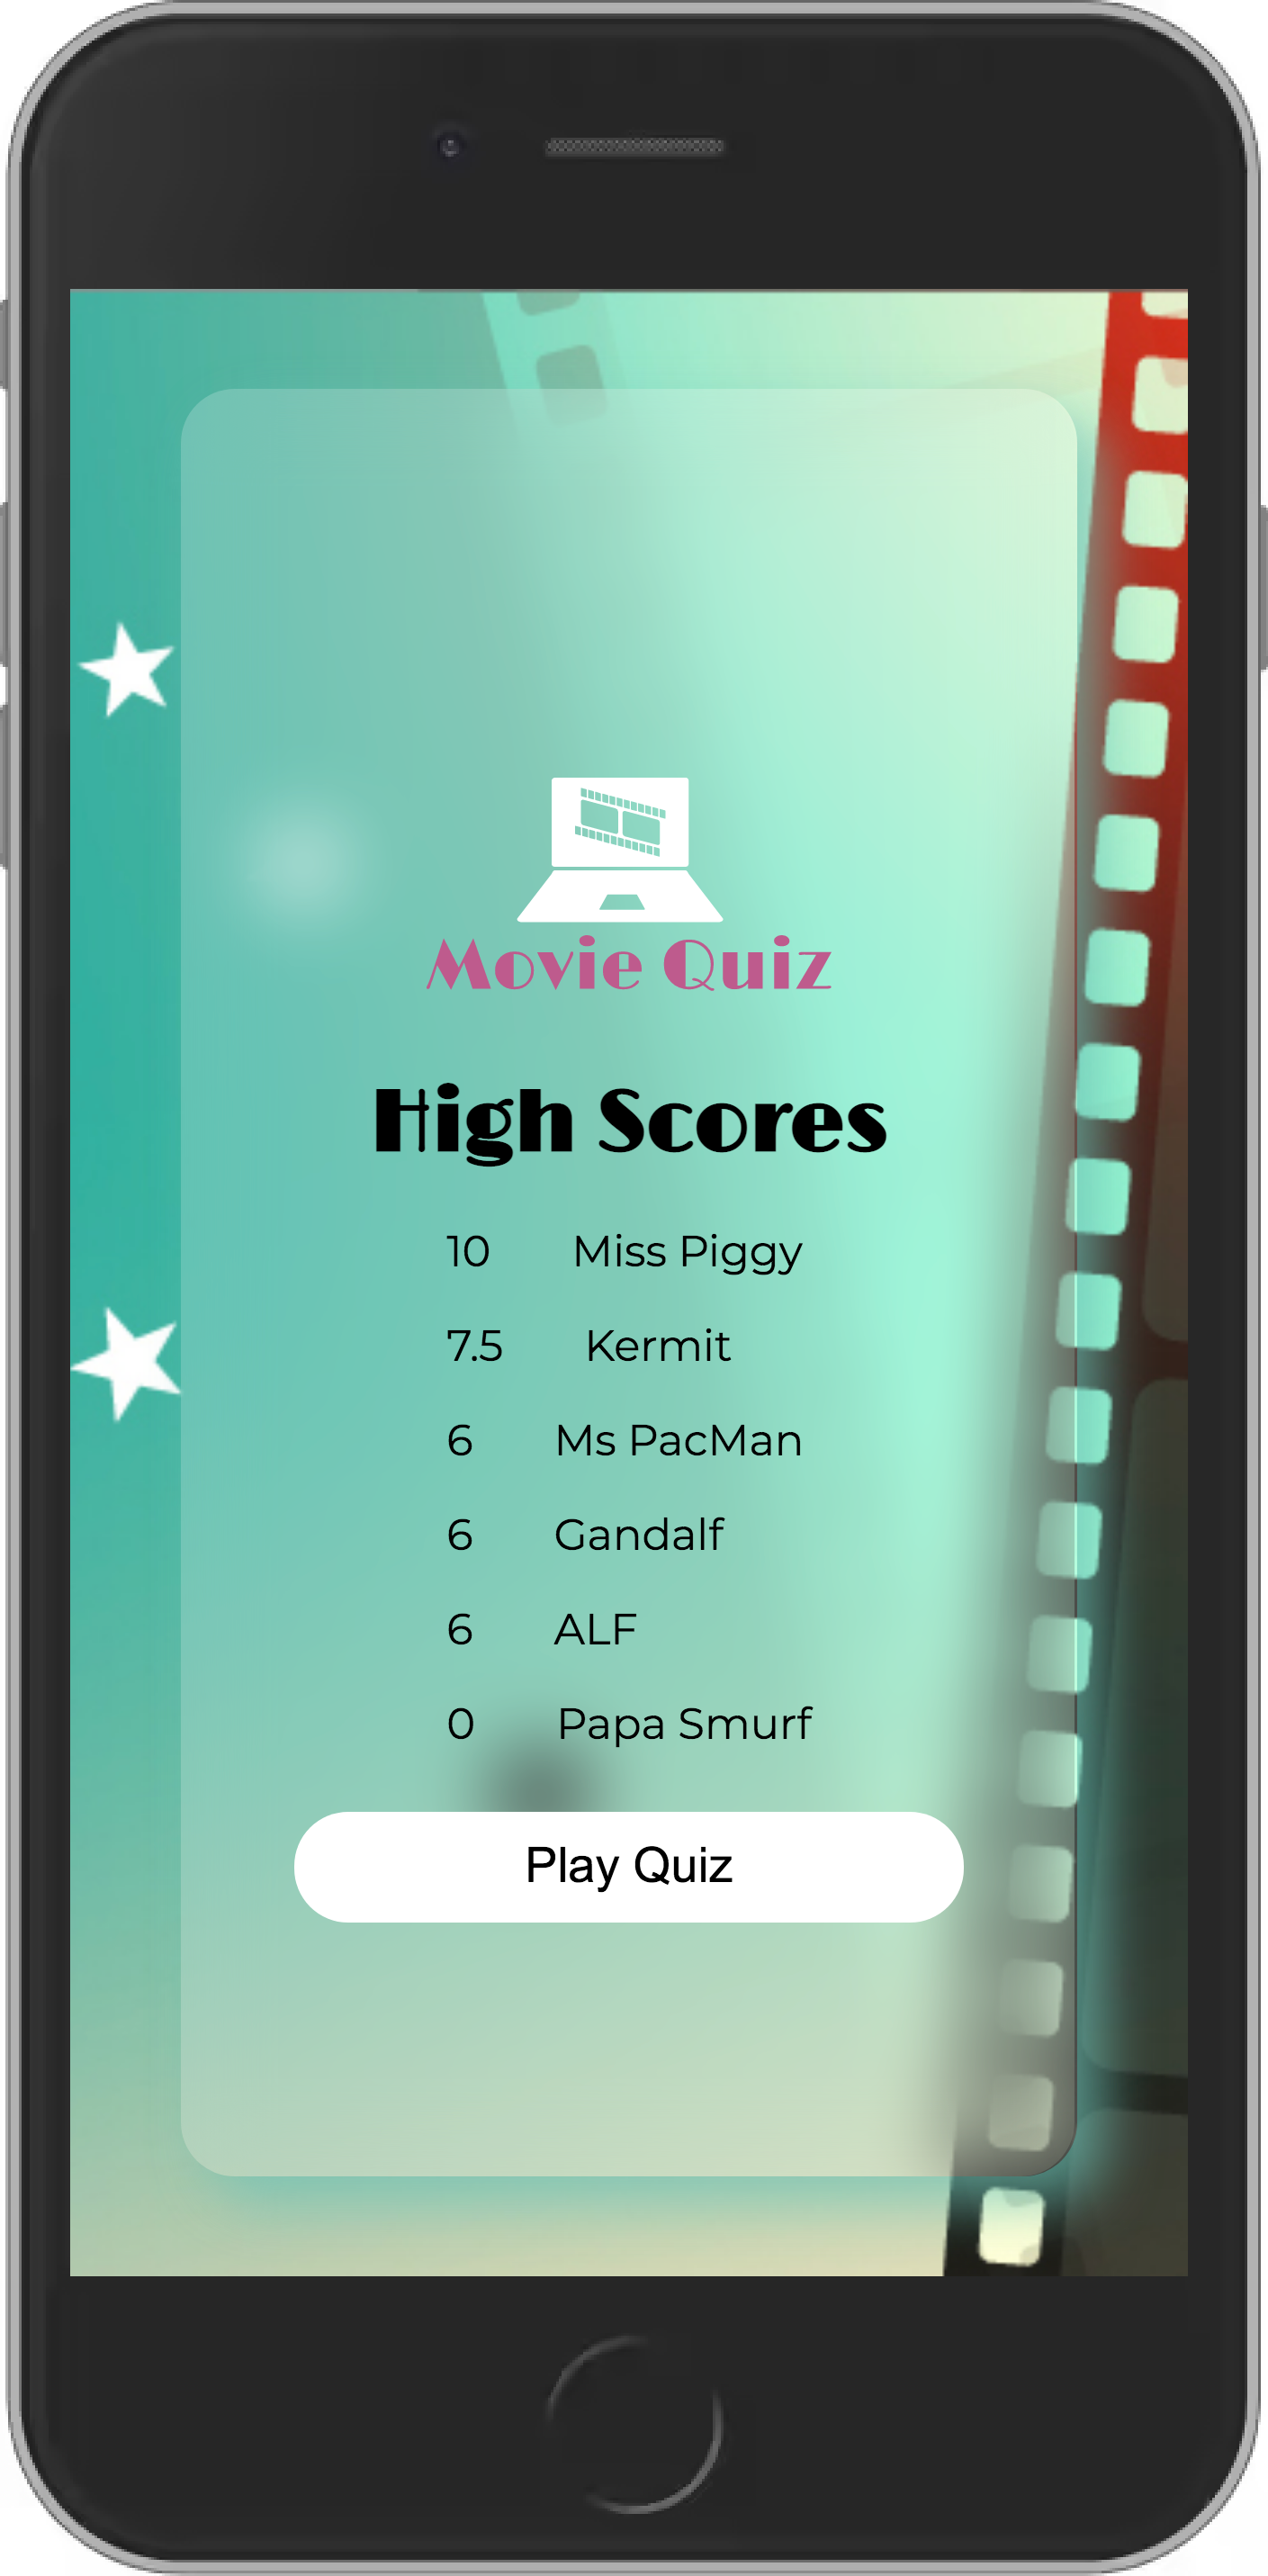 Movie Quiz
High Scores
10 Miss Piggy
7.5 Kermit
6 Ms PacMan
6 Gandalf
6 ALF
0 Papa Smurf
Play Quiz